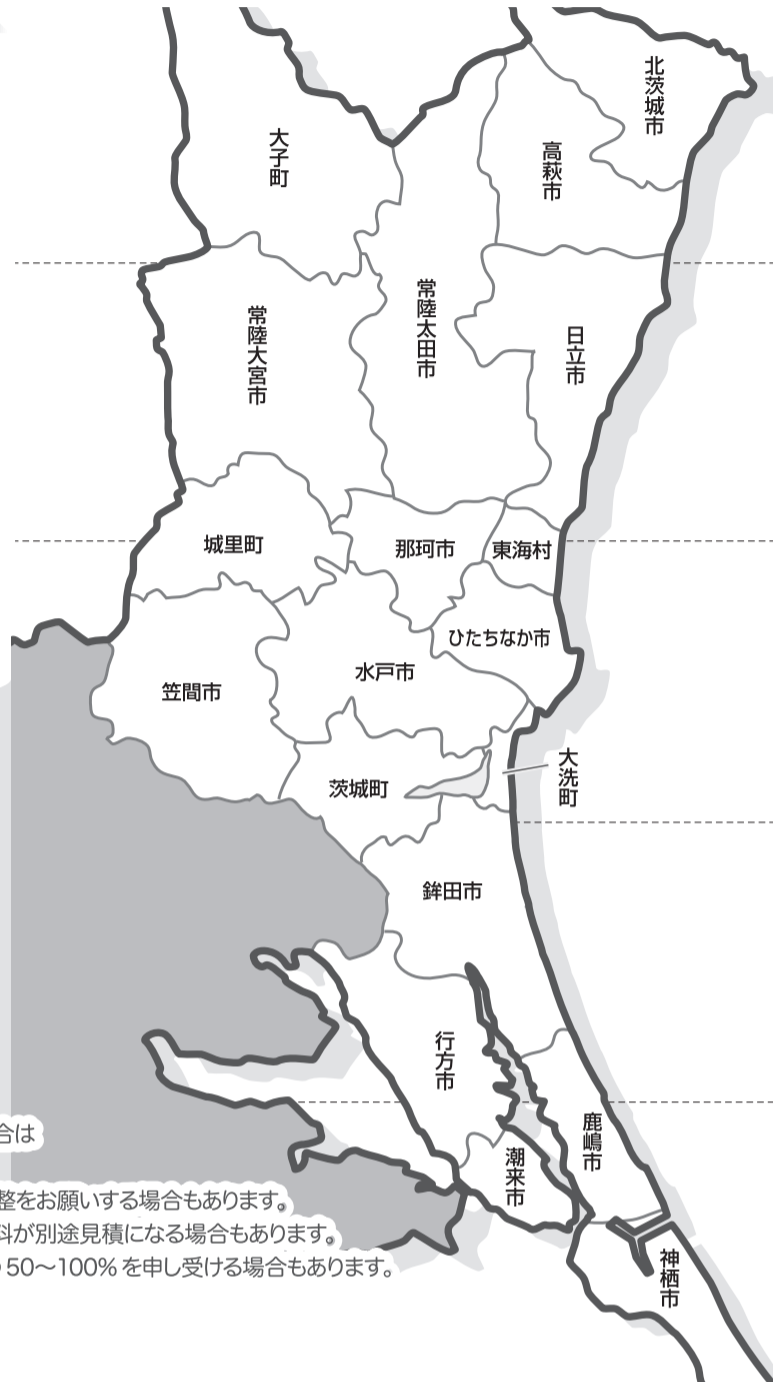 北茨城市
大子町
高萩市
常陸太田市
常陸大宮市
日立市
城里町
那珂市
東海村
ひたちなか市
水戸市
笠間市
大洗町
茨城町
鉾田市
行方市
鹿嶋市
潮来市
合は
整をお願いする場合もあります。
料が別途見積になる場合もあります。
50〜100%を申し受ける場合もあります。
神栖市